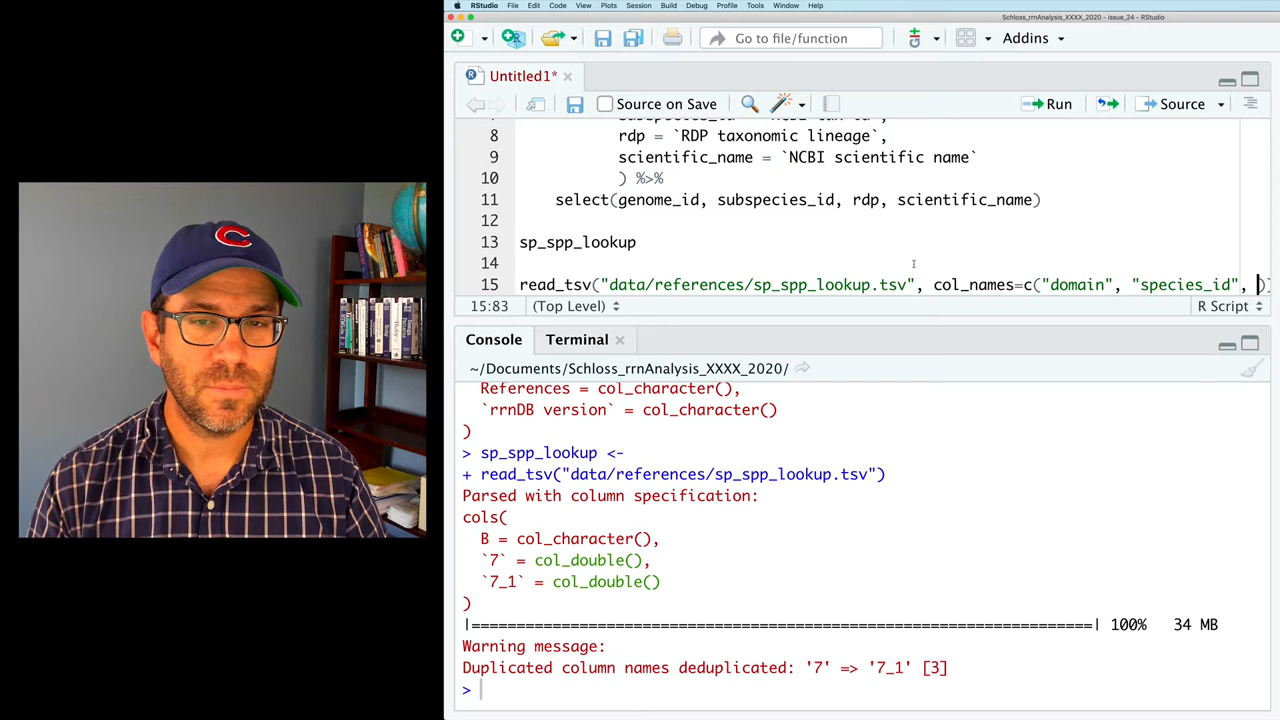 RStudio File Edit Code View Plots Session Build Debug Profile Tools Window Help
Schloss_rrnAnalysis_XXXX_2020 - issue_24 - RStudio
Go to file/function
Addins
Untitled1*
Source on Save
Run
Source
8 rdp = `RDP taxonomic lineage`,
9 scientific_name = `NCBI scientific name`
10 ) %>%
11 select(genome_id, subspecies_id, rdp, scientific_name)
12
13 sp_spp_lookup
14
15 read_tsv("data/references/sp_spp_lookup.tsv", col_names=c("domain", "species_id", ))
15:83 (Top Level) R Script
Console Terminal
~/Documents/Schloss_rrnAnalysis_XXXX_2020/
References = col_character(),
`rrnDB version` = col_character()
)
> sp_spp_lookup <-
+ read_tsv("data/references/sp_spp_lookup.tsv")
Parsed with column specification:
cols(
B = col_character(),
`7` = col_double(),
`7_1` = col_double()
)
|=================================================================| 100% 34 MB
Warning message:
Duplicated column names deduplicated: '7' => '7_1' [3]
>
C